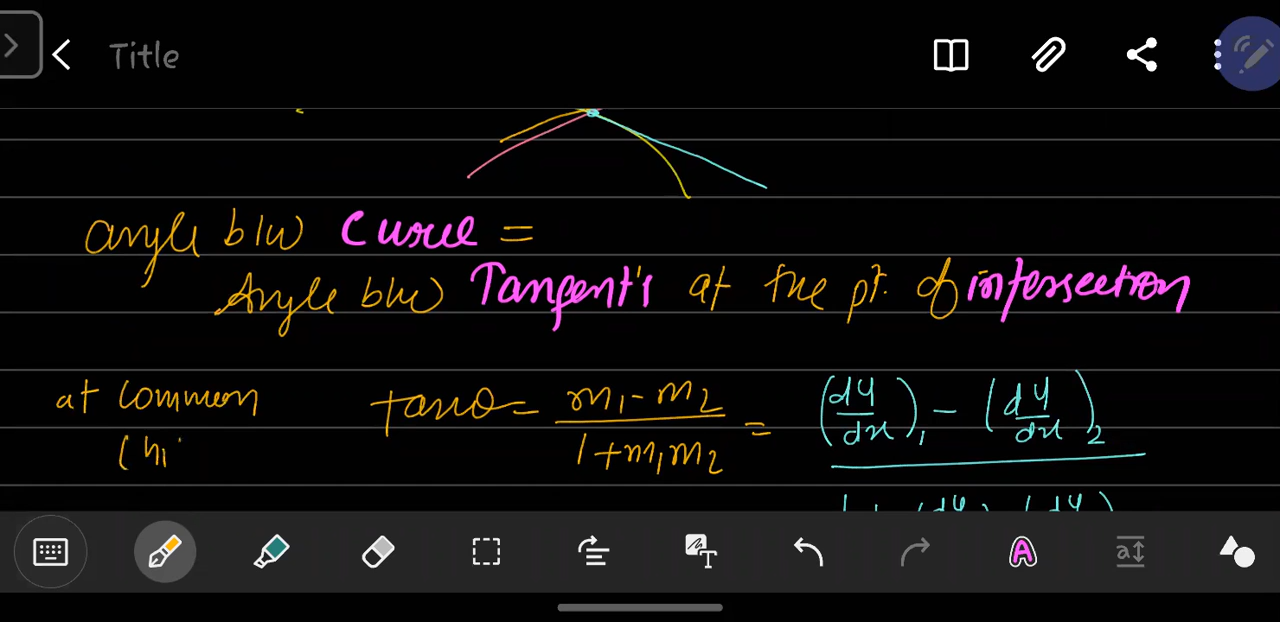 Title
angle b/w Curve =
Angle b/w Tangent's at the pt. of intersection
at common tanθ = m₁ - m₂ / 1 + m₁m₂ = (dy/dx)₁ - (dy/dx)₂
(hi